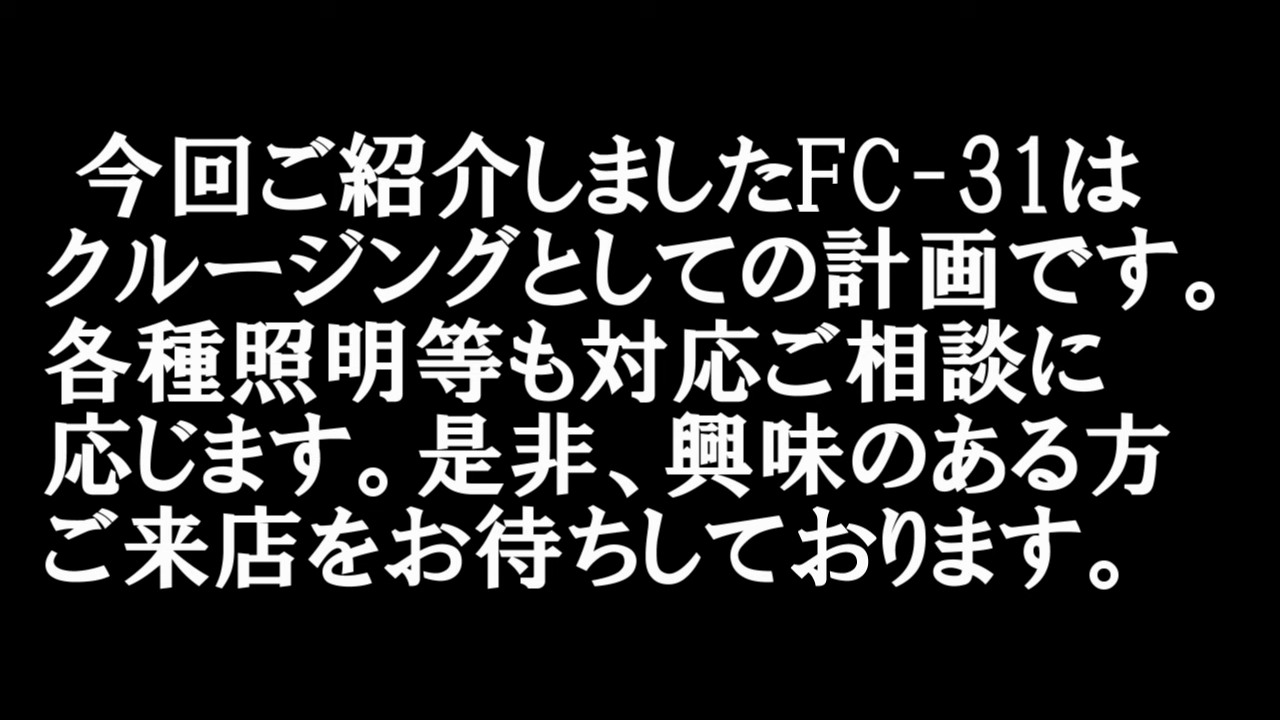 今回ご紹介しましたFC-31は
クルージングとしての計画です。
各種照明等も対応ご相談に
応じます。是非、興味のある方
ご来店をお待ちしております。